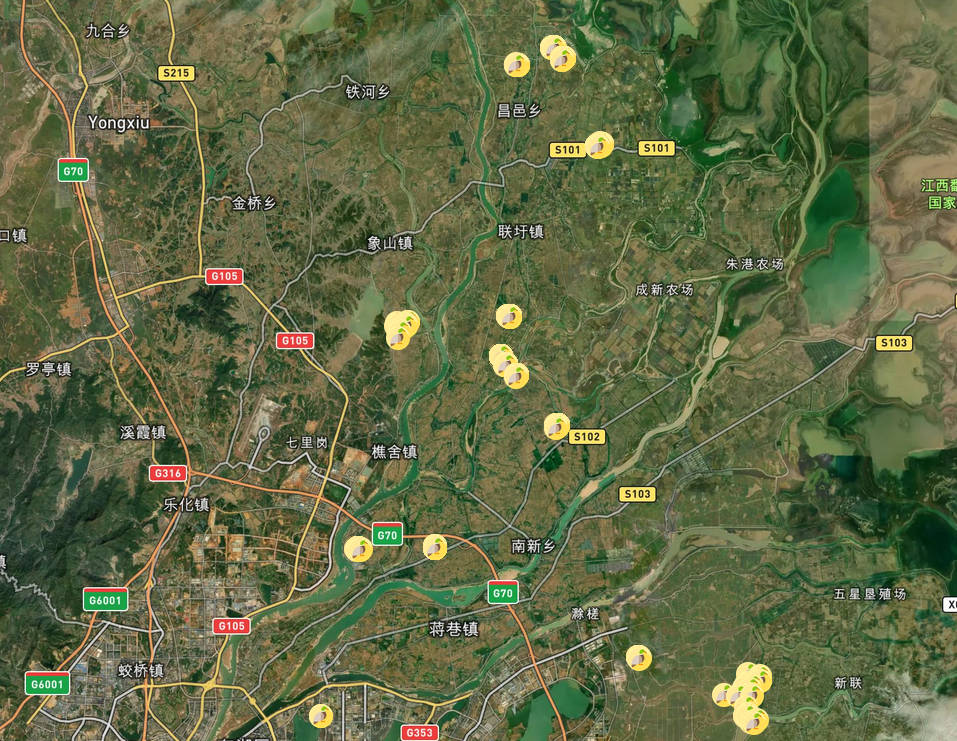 九合乡
S215
铁河乡
昌邑乡
Yongxiu
S101
S101
G70
江西
国家
金桥乡
口镇
象山镇
联圩镇
朱港农场
G105
成新农场
G105
S103
罗亭镇
溪霞镇
七里岗
樵舍镇
S102
G316
S103
乐化镇
G70
南新乡
G70
G6001
五星垦殖场
滁槎
G105
蒋巷镇
蛟桥镇
G6001
新联
G353